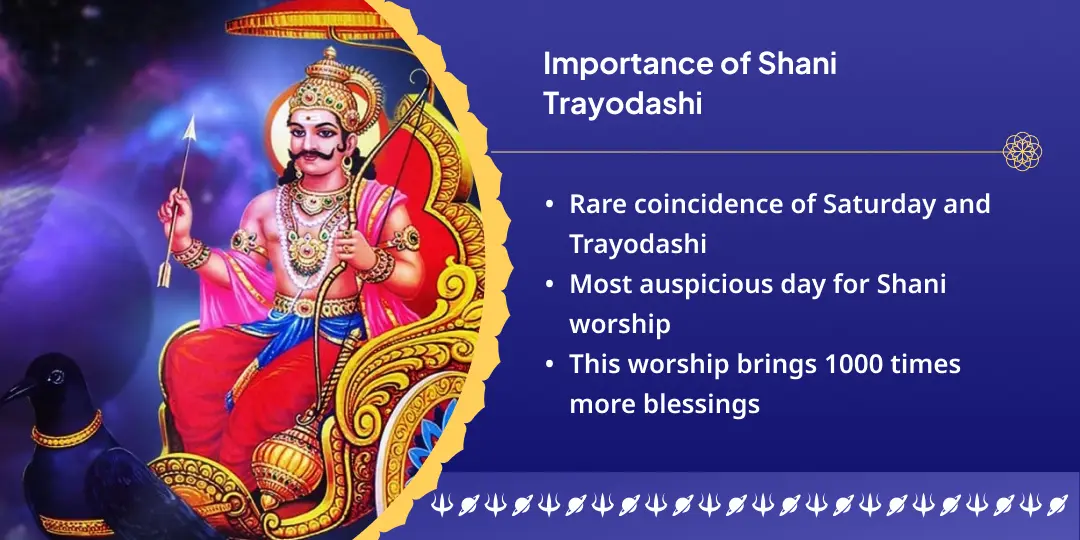 Importance of Shani
Trayodashi
• Rare coincidence of Saturday and
Trayodashi
• Most auspicious day for Shani
worship
• This worship brings 1000 times
more blessings